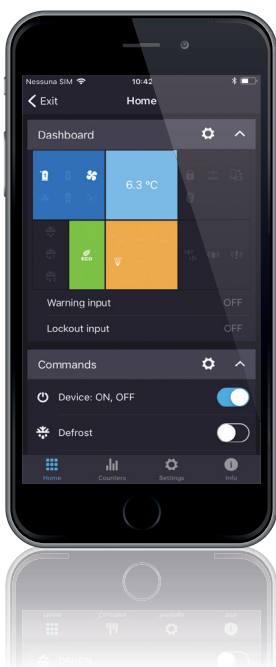 Nessuna SIM 10:42
Exit Home
Dashboard
6.3 °C
ECO
Warning input OFF
Lockout input OFF
Commands
Device: ON, OFF
Defrost
Home Counters Settings Info